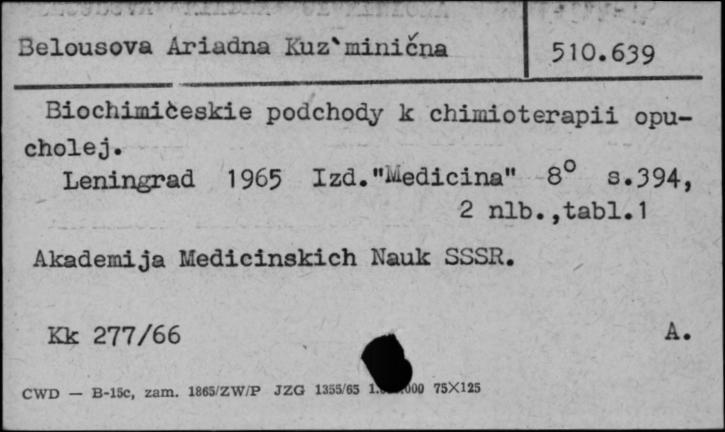 Belousova Ariadna Kuz`minična
510.639
Biochimičeskie podchody k chimioterapii opu-
cholej.
Leningrad 1965 Izd."Medicina" 8° s.394,
2 nlb.,tabl.1
Akademija Medicinskich Nauk SSSR.
Kk 277/66 A.
CWD — B-15c, zam. 1865/ZW/P JZG 1355/65 75X125